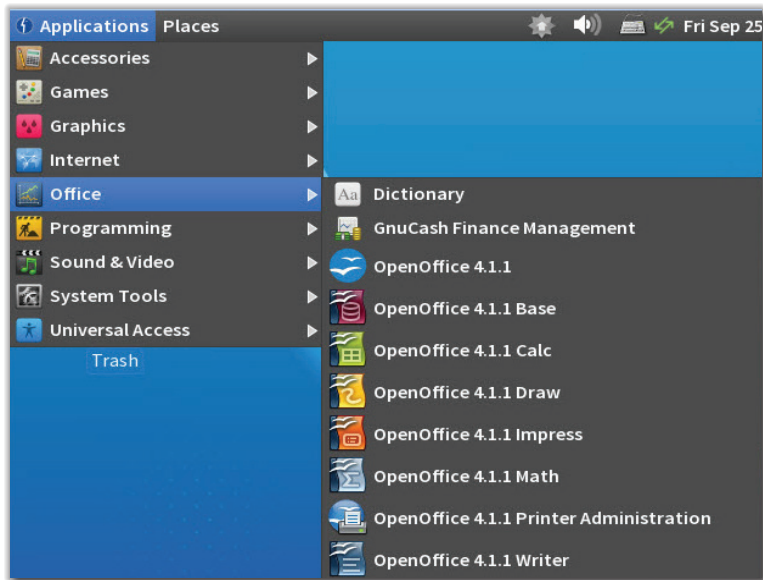 Applications Places Fri Sep 25
Accessories
Games
Graphics
Internet
Office
Programming
Sound & Video
System Tools
Universal Access
Trash
Aa Dictionary
GnuCash Finance Management
OpenOffice 4.1.1
OpenOffice 4.1.1 Base
OpenOffice 4.1.1 Calc
OpenOffice 4.1.1 Draw
OpenOffice 4.1.1 Impress
OpenOffice 4.1.1 Math
OpenOffice 4.1.1 Printer Administration
OpenOffice 4.1.1 Writer